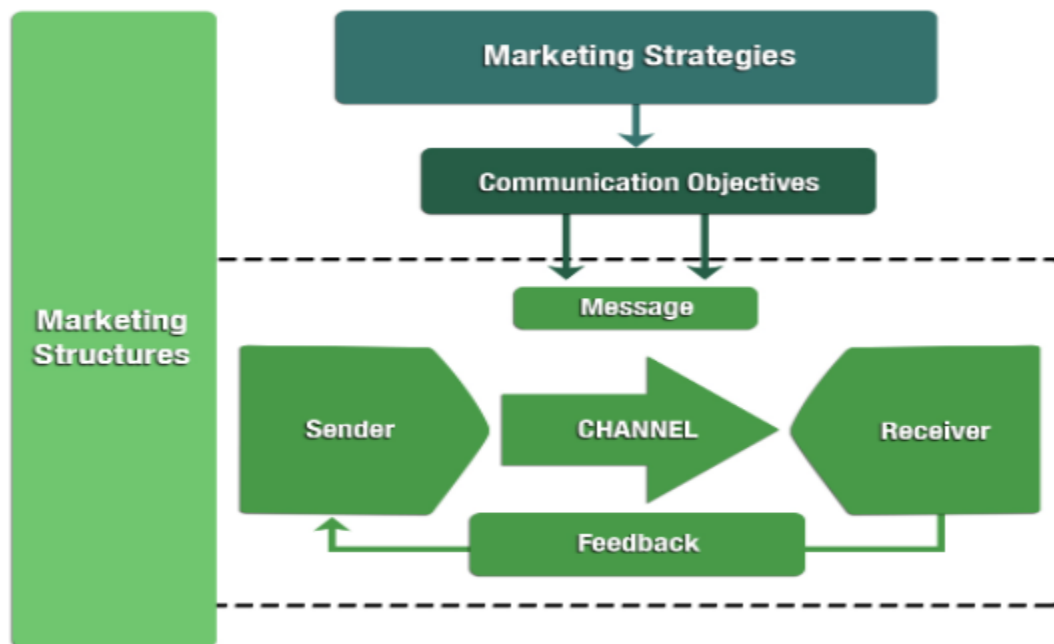 Marketing Strategies
Communication Objectives
Message
Marketing
Structures
Sender
CHANNEL
Receiver
Feedback